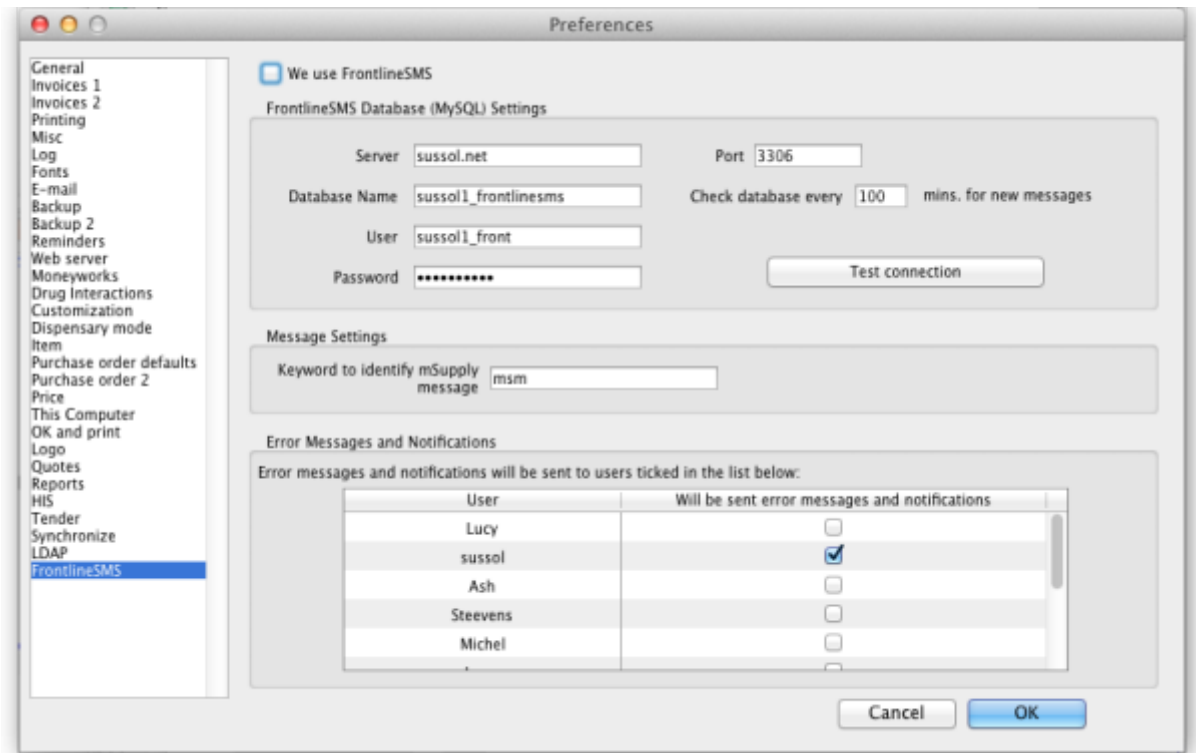 Preferences
General
Invoices 1
Invoices 2
Printing
Misc
Log
Fonts
E-mail
Backup
Backup 2
Reminders
Web server
Moneyworks
Drug Interactions
Customization
Dispensary mode
Item
Purchase order defaults
Purchase order 2
Price
This Computer
OK and print
Logo
Quotes
Reports
HIS
Tender
Synchronize
LDAP
FrontlineSMS
We use FrontlineSMS
FrontlineSMS Database (MySQL) Settings
Server sussol.net Port 3306
Database Name sussol1_frontlinesms Check database every 100 mins. for new messages
User sussol1_front
Password •••••••••• Test connection
Message Settings
Keyword to identify mSupply
message msm
Error Messages and Notifications
Error messages and notifications will be sent to users ticked in the list below:
User Will be sent error messages and notifications
Lucy
sussol
Ash
Steevens
Michel
Cancel OK